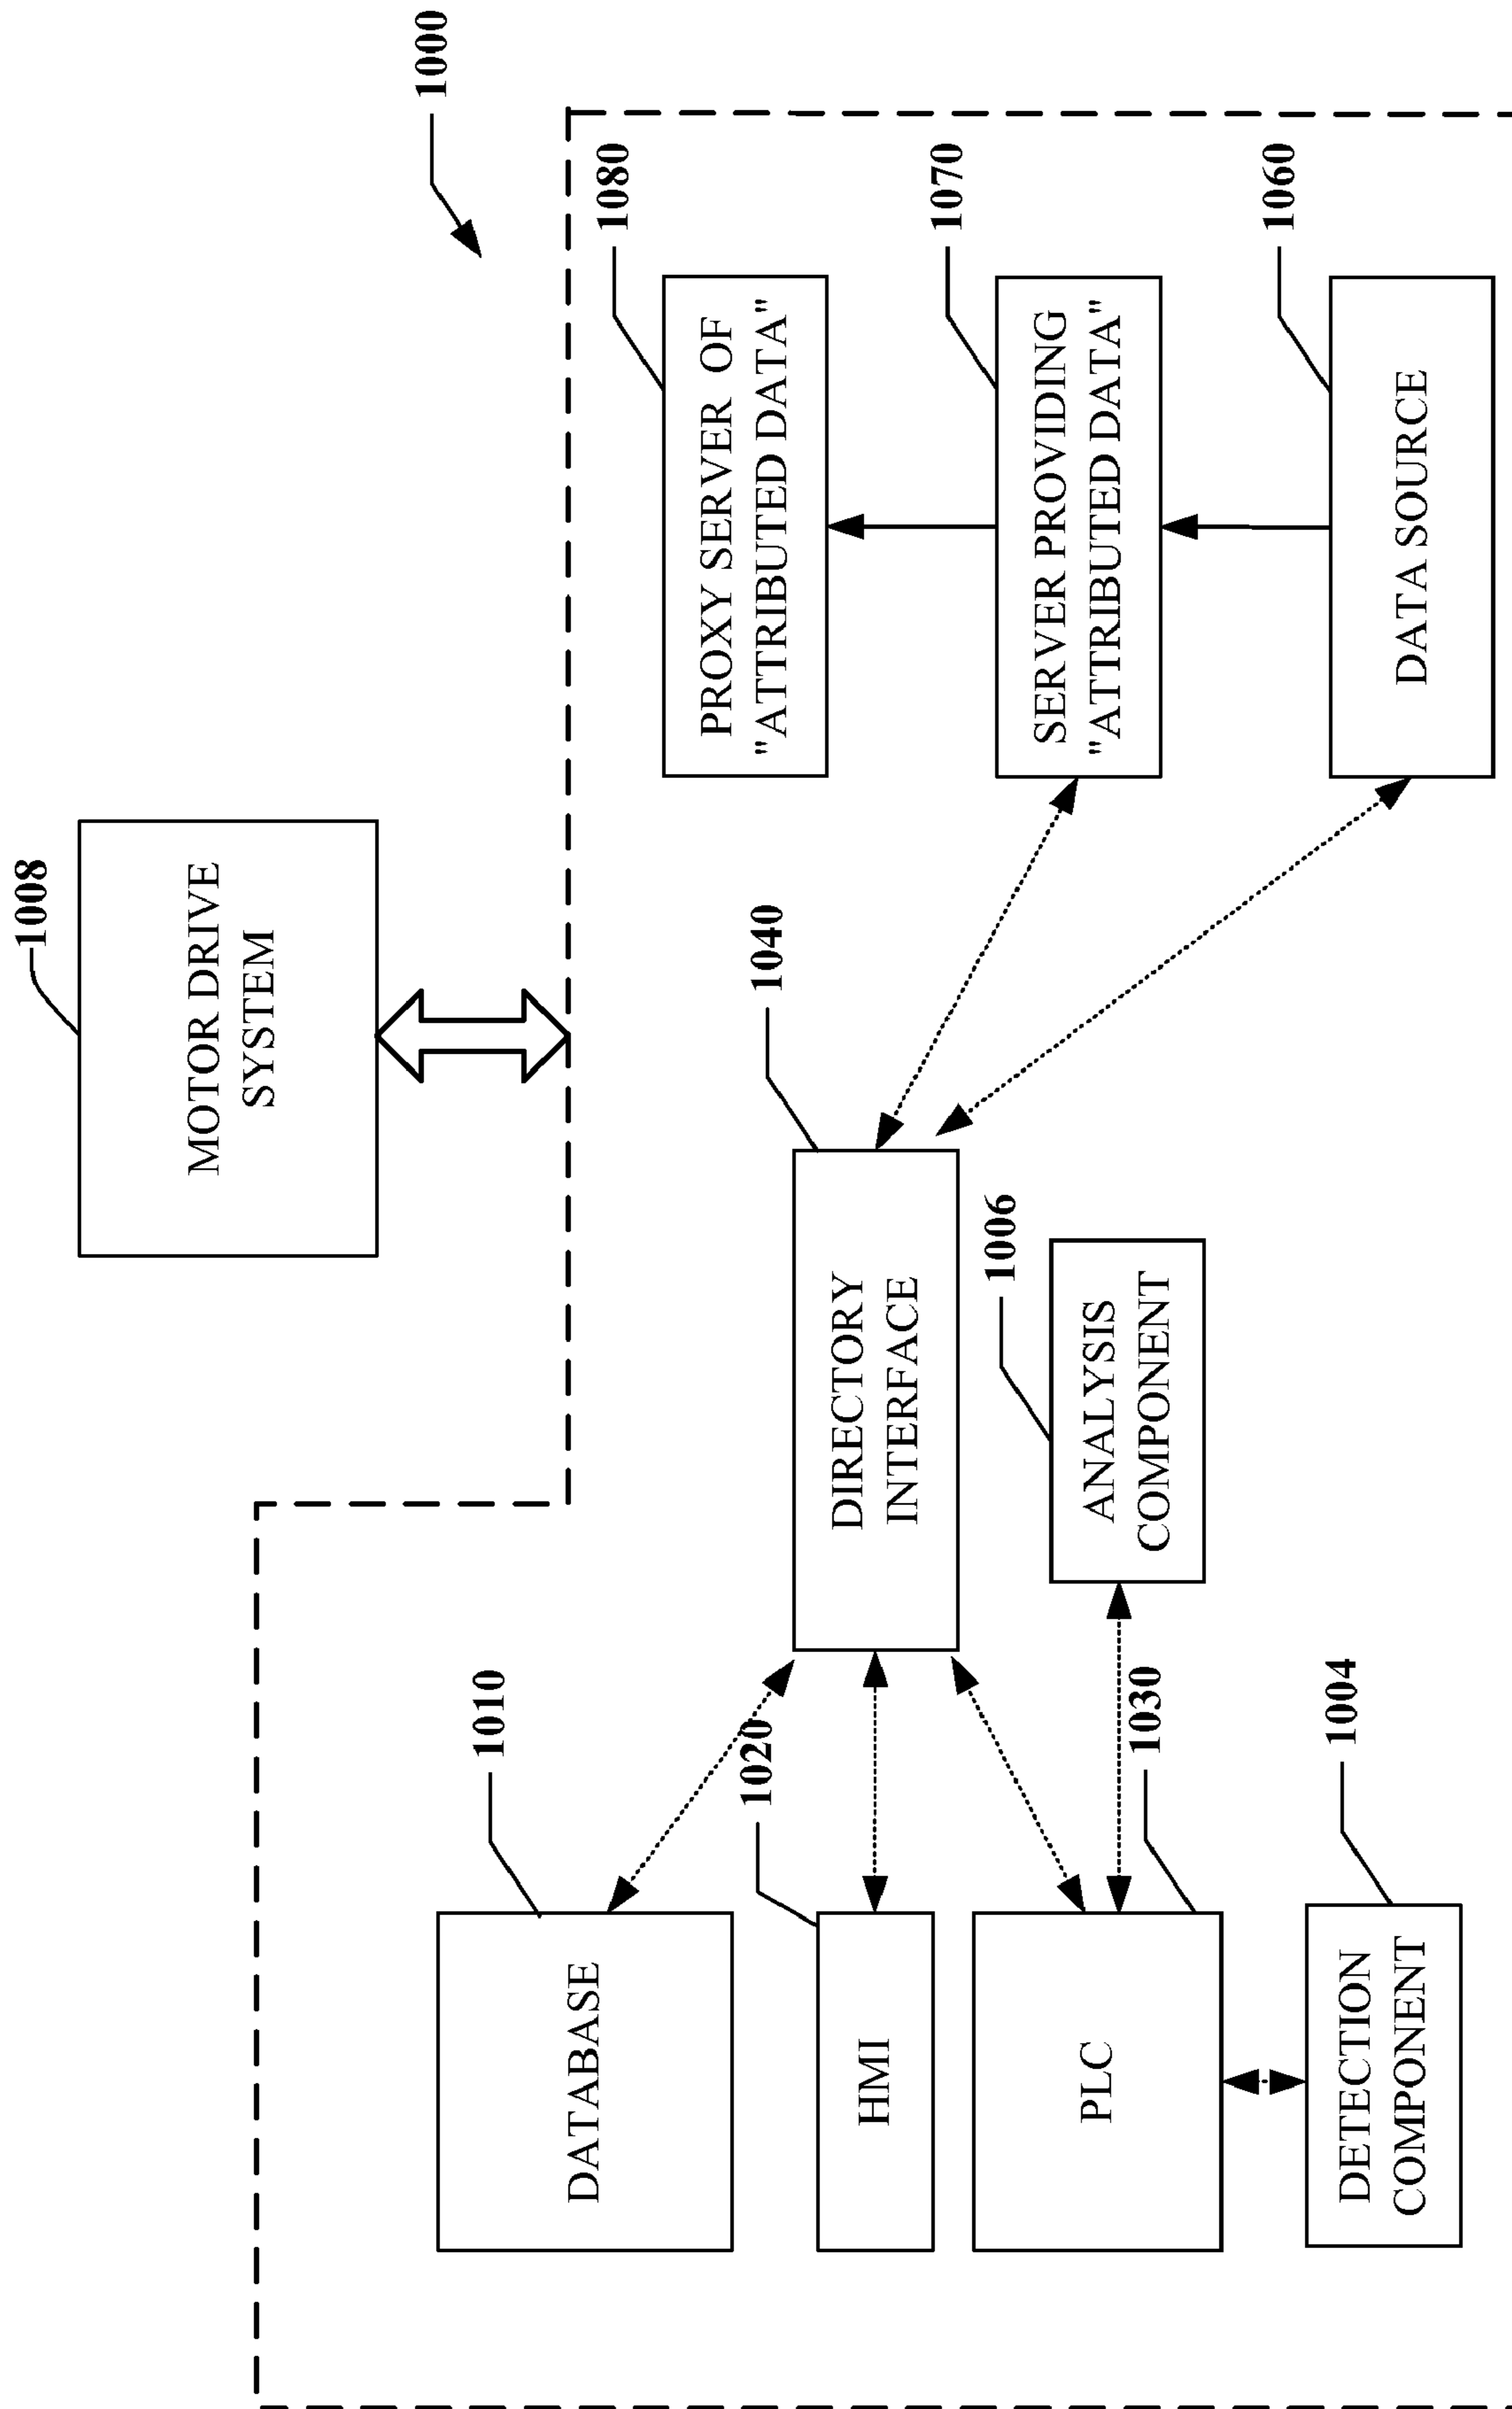 1000
1008
MOTOR DRIVE
SYSTEM
1010
DATABASE
1020
HMI
1030
PLC
1004
DETECTION
COMPONENT
1040
DIRECTORY
INTERFACE
1006
ANALYSIS
COMPONENT
1080
PROXY SERVER OF
"ATTRIBUTED DATA"
1070
SERVER PROVIDING
"ATTRIBUTED DATA"
1060
DATA SOURCE